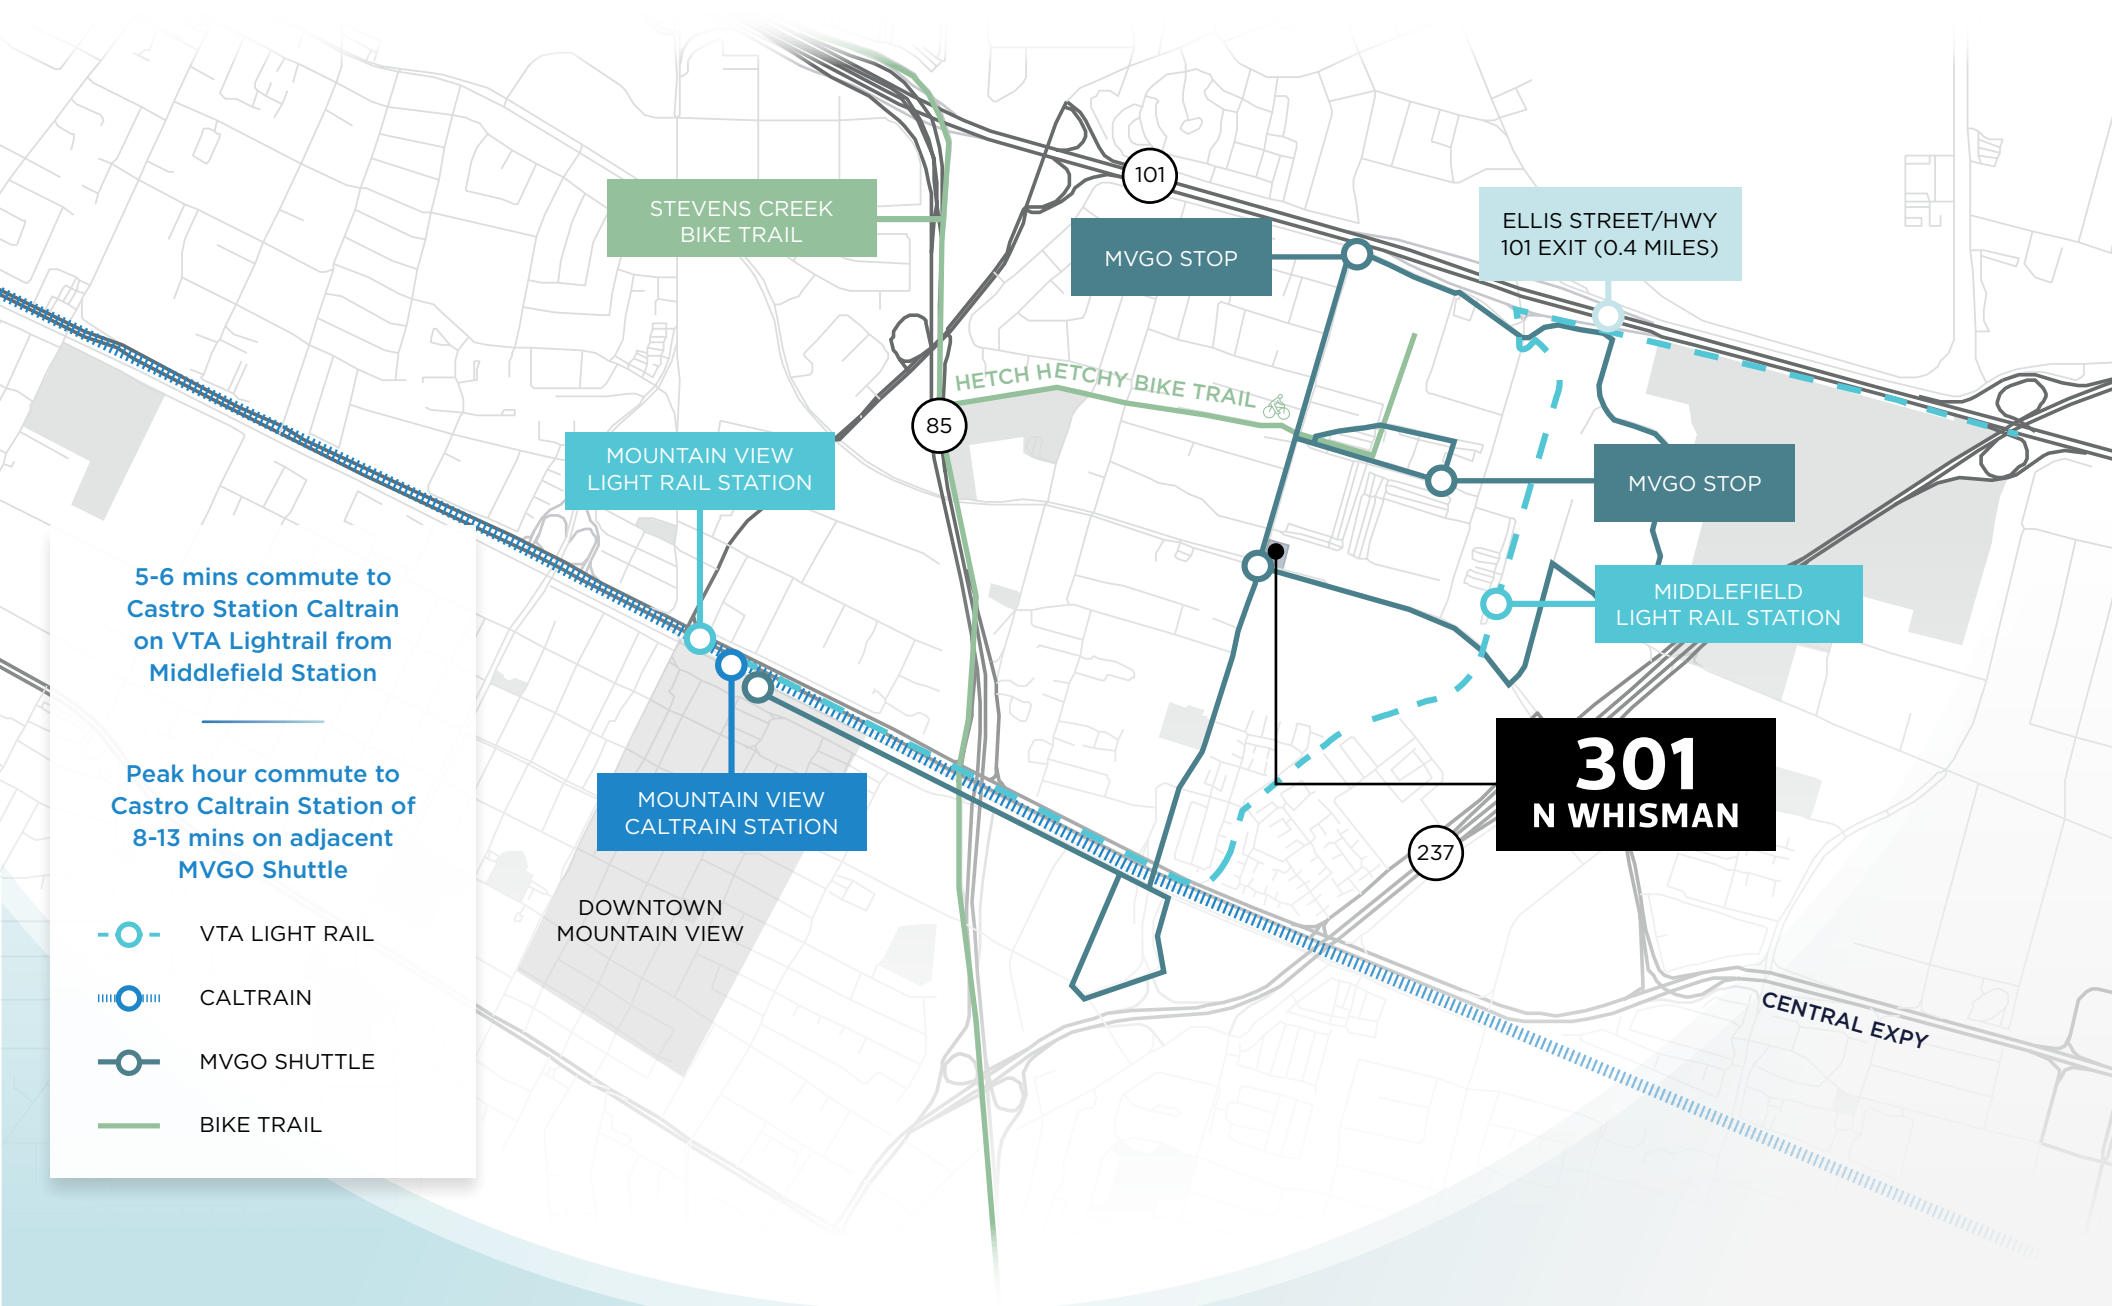 101
STEVENS CREEK
BIKE TRAIL
MVGO STOP
ELLIS STREET/HWY
101 EXIT (0.4 MILES)
HETCH HETCHY BIKE TRAIL
85
MOUNTAIN VIEW
LIGHT RAIL STATION
MVGO STOP
MIDDLEFIELD
LIGHT RAIL STATION
5-6 mins commute to
Castro Station Caltrain
on VTA Lightrail from
Middlefield Station
Peak hour commute to
Castro Caltrain Station of
8-13 mins on adjacent
MVGO Shuttle
VTA LIGHT RAIL
CALTRAIN
MVGO SHUTTLE
BIKE TRAIL
MOUNTAIN VIEW
CALTRAIN STATION
DOWNTOWN
MOUNTAIN VIEW
301
N WHISMAN
237
CENTRAL EXPY